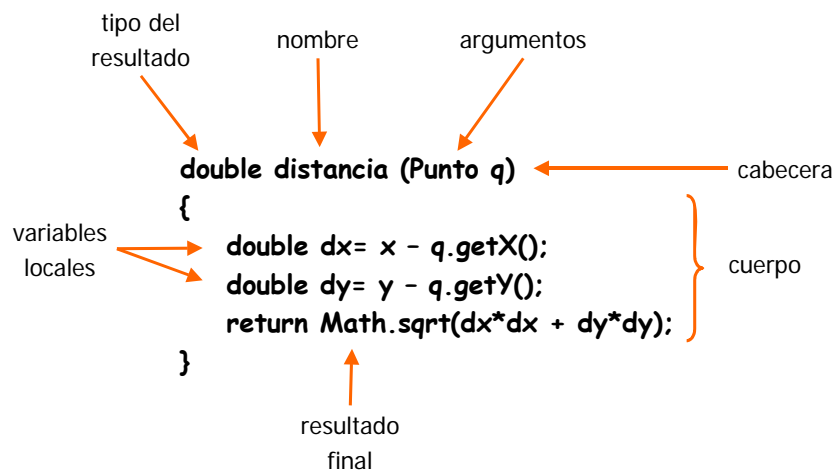 tipo del
resultado
nombre
argumentos
double distancia (Punto q)
cabecera
{
variables
locales
double dx= x - q.getX();
double dy= y - q.getY();
return Math.sqrt(dx*dx + dy*dy);
cuerpo
}
resultado
final